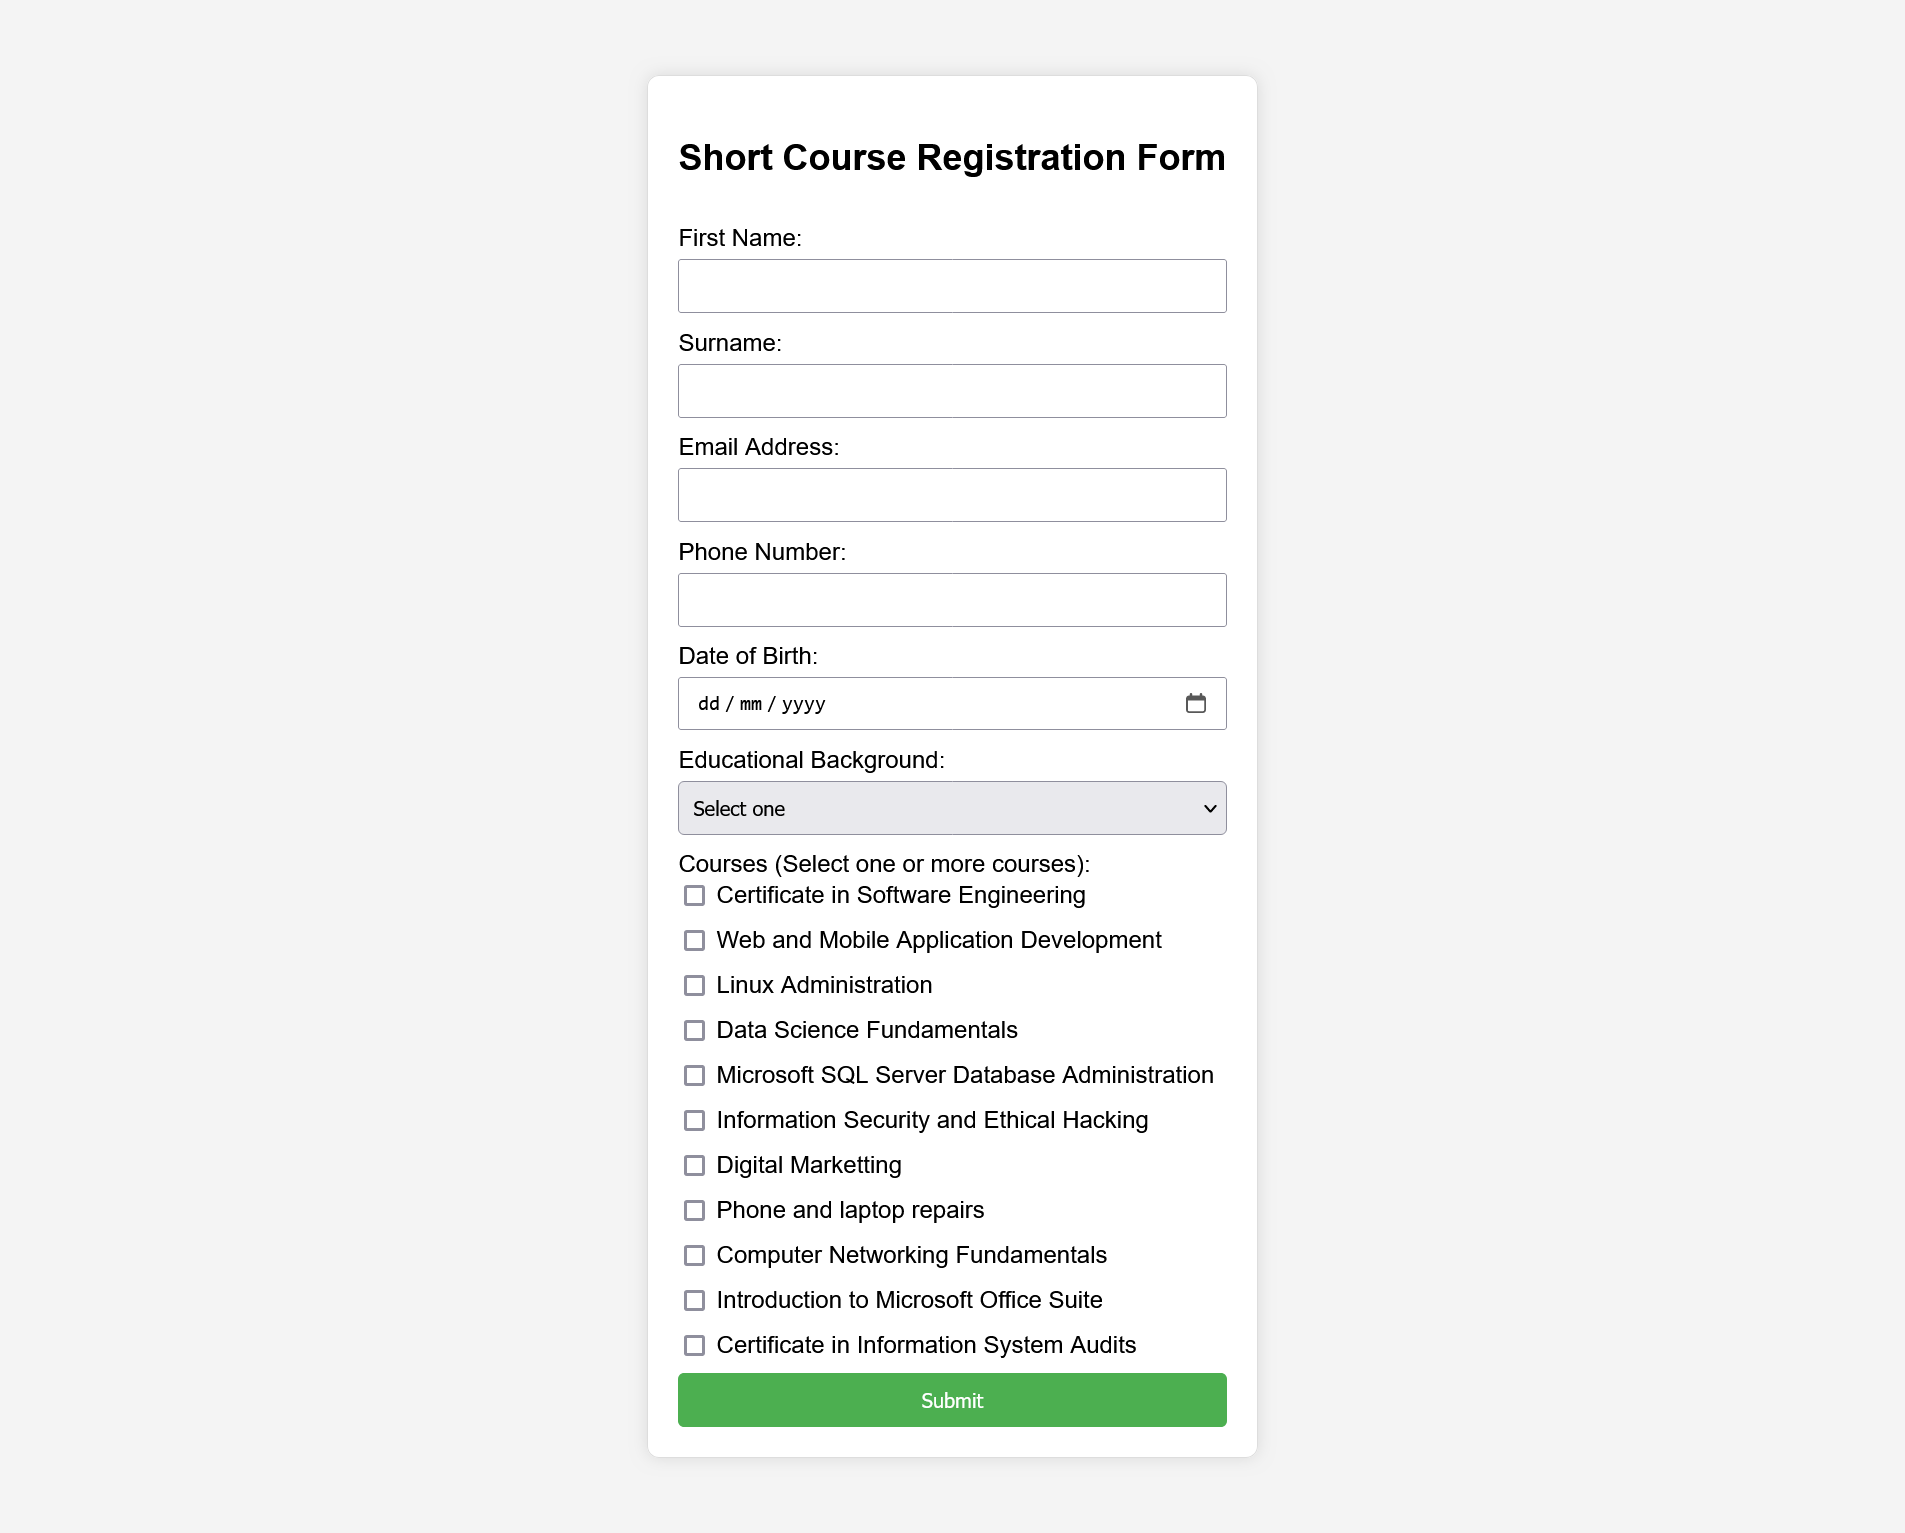 Short Course Registration Form
First Name:
Surname:
Email Address:
Phone Number:
Date of Birth:
dd / mm / yyyy
Educational Background:
Select one
Courses (Select one or more courses):
Certificate in Software Engineering
Web and Mobile Application Development
Linux Administration
Data Science Fundamentals
Microsoft SQL Server Database Administration
Information Security and Ethical Hacking
Digital Marketting
Phone and laptop repairs
Computer Networking Fundamentals
Introduction to Microsoft Office Suite
Certificate in Information System Audits
Submit